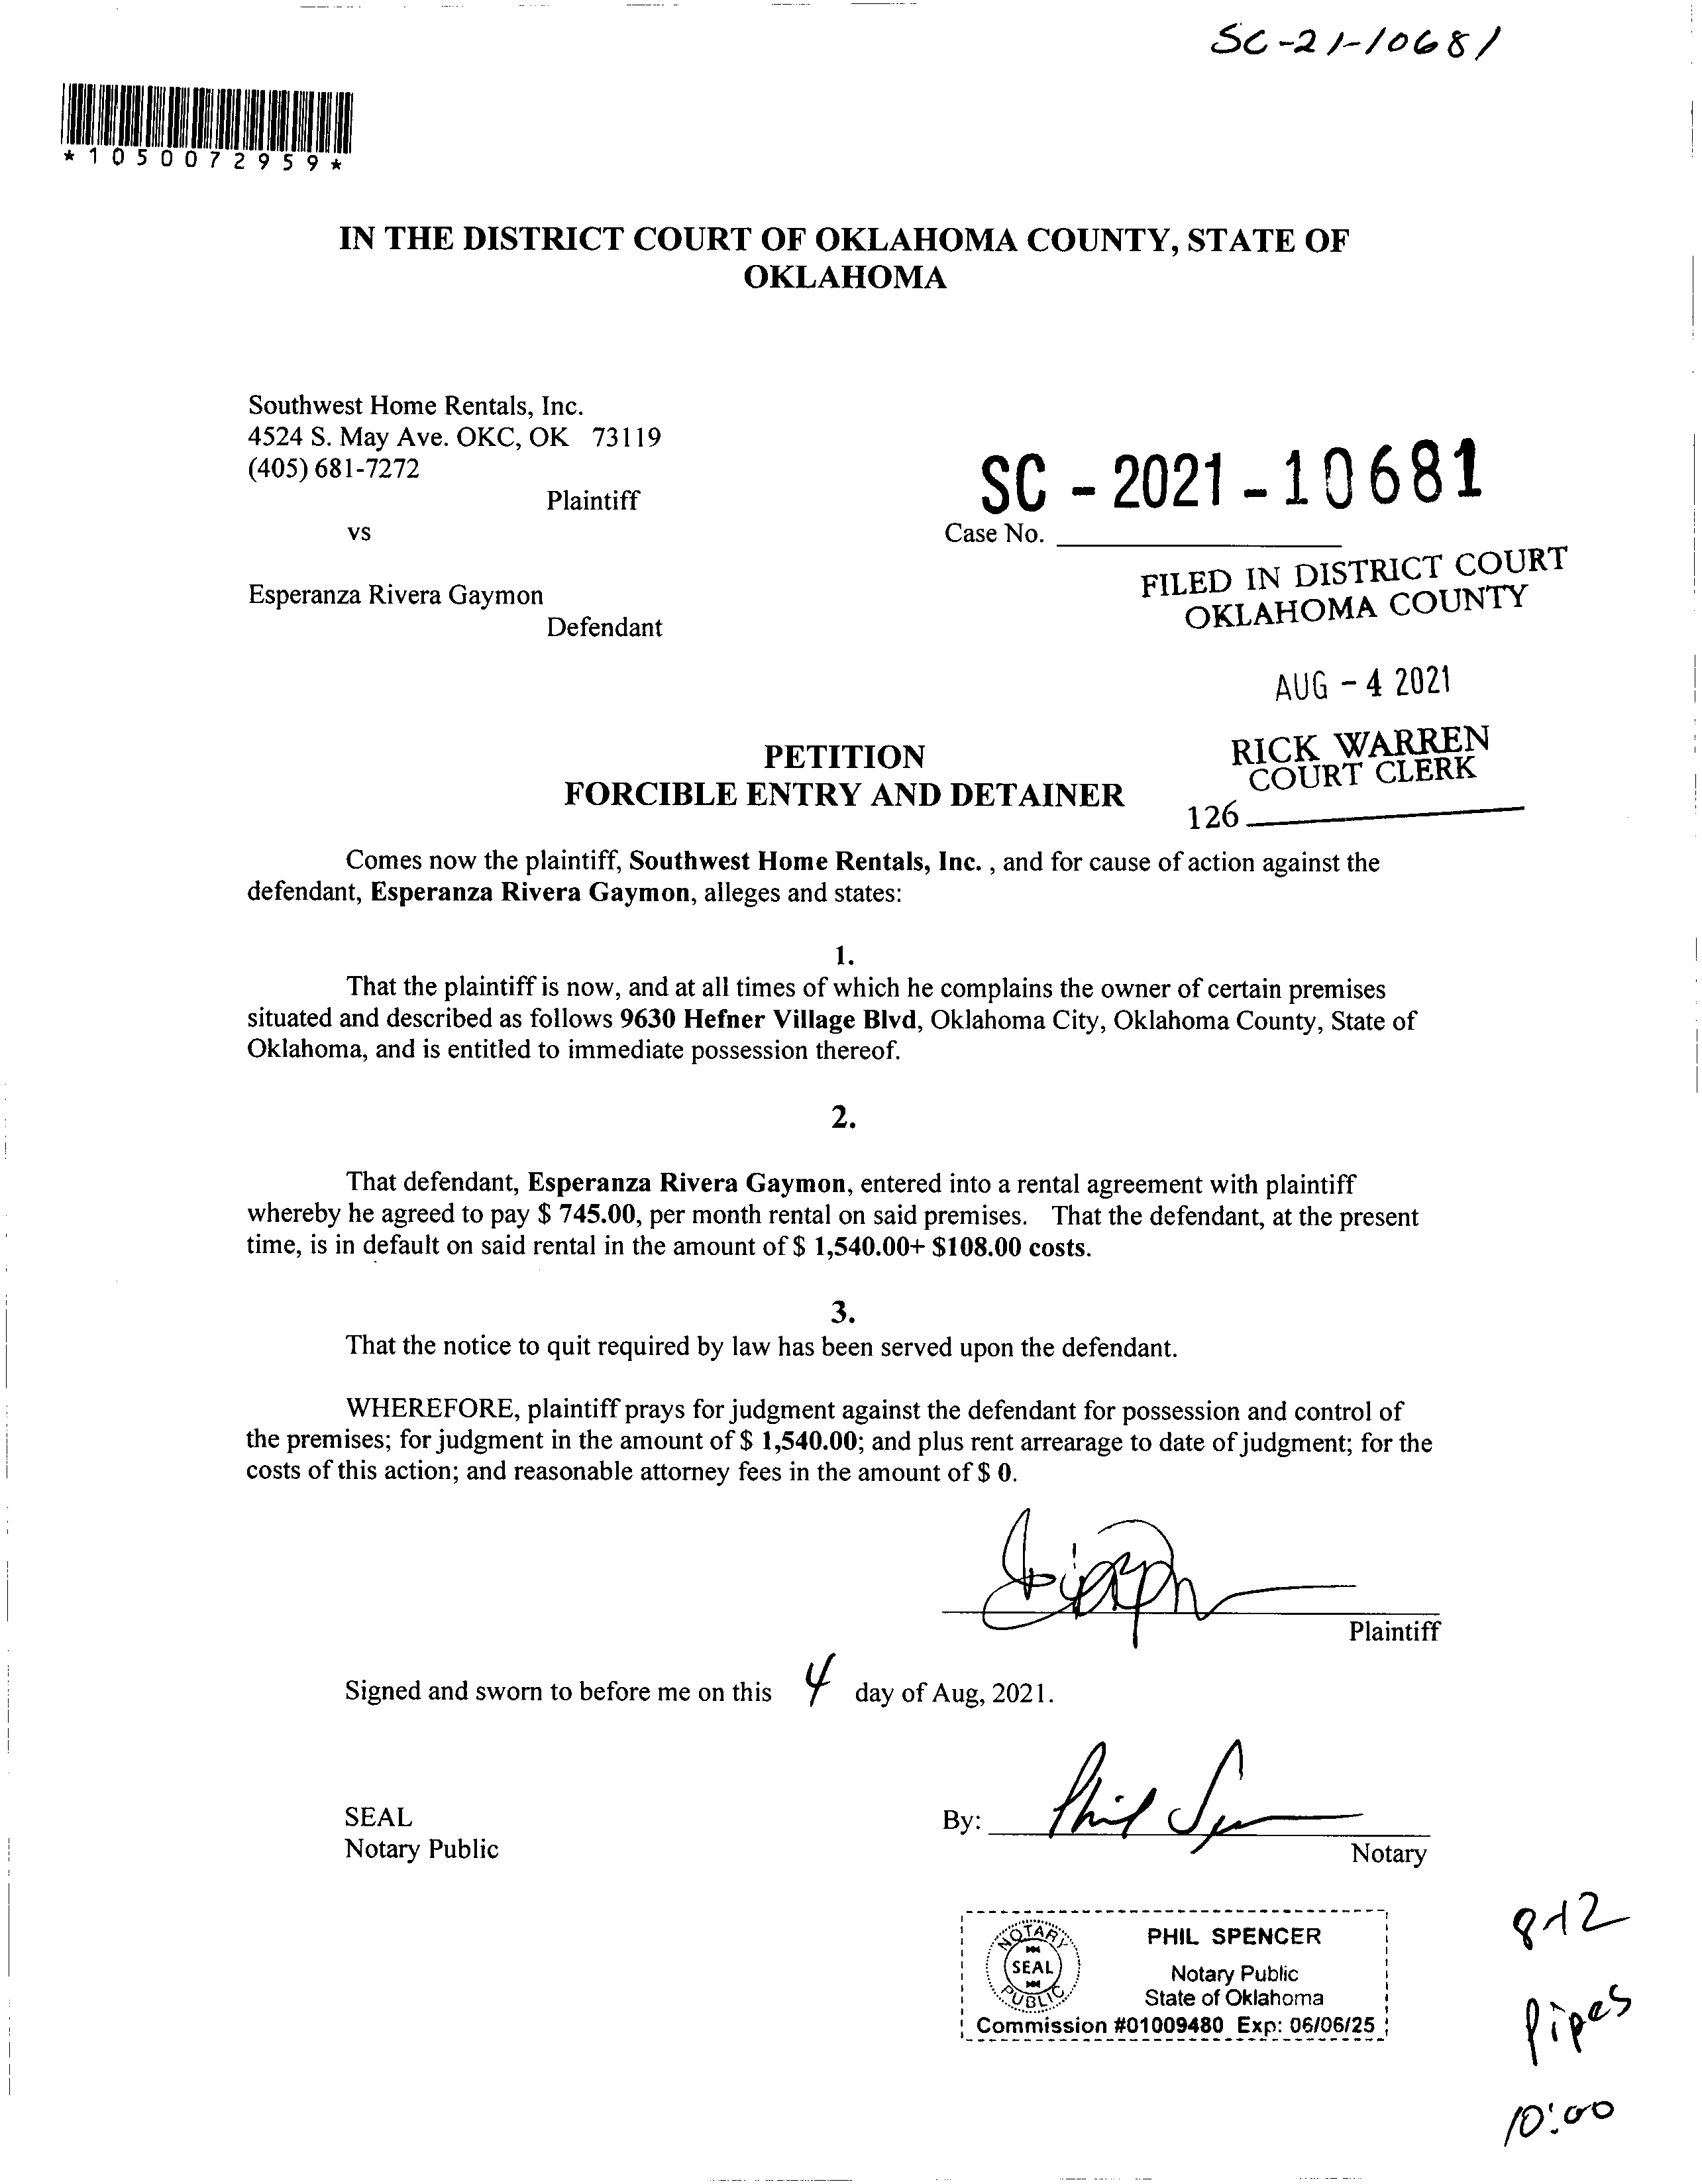 SC-21-10681
*1050072959*
IN THE DISTRICT COURT OF OKLAHOMA COUNTY, STATE OF
OKLAHOMA
Southwest Home Rentals, Inc.
4524 S. May Ave. OKC, OK 73119
(405) 681-7272
Plaintiff
vs
SC - 2021 - 10681
Case No.
Esperanza Rivera Gaymon
Defendant
FILED IN DISTRICT COURT
OKLAHOMA COUNTY
AUG - 4 2021
RICK WARREN
COURT CLERK
126
PETITION
FORCIBLE ENTRY AND DETAINER
Comes now the plaintiff, Southwest Home Rentals, Inc. , and for cause of action against the
defendant, Esperanza Rivera Gaymon, alleges and states:
1.
That the plaintiff is now, and at all times of which he complains the owner of certain premises
situated and described as follows 9630 Hefner Village Blvd, Oklahoma City, Oklahoma County, State of
Oklahoma, and is entitled to immediate possession thereof.
2.
That defendant, Esperanza Rivera Gaymon, entered into a rental agreement with plaintiff
whereby he agreed to pay $ 745.00, per month rental on said premises. That the defendant, at the present
time, is in default on said rental in the amount of $ 1,540.00+ $108.00 costs.
3.
That the notice to quit required by law has been served upon the defendant.
WHEREFORE, plaintiff prays for judgment against the defendant for possession and control of
the premises; for judgment in the amount of $ 1,540.00; and plus rent arrearage to date of judgment; for the
costs of this action; and reasonable attorney fees in the amount of $ 0.
Plaintiff
Signed and sworn to before me on this 4 day of Aug, 2021.
SEAL
Notary Public
By: Phil Spencer
Notary
NOTARY
SEAL
PUBLIC
PHIL SPENCER
Notary Public
State of Oklahoma
Commission #01009480 Exp: 06/06/25
8-12
Pipes
10:00